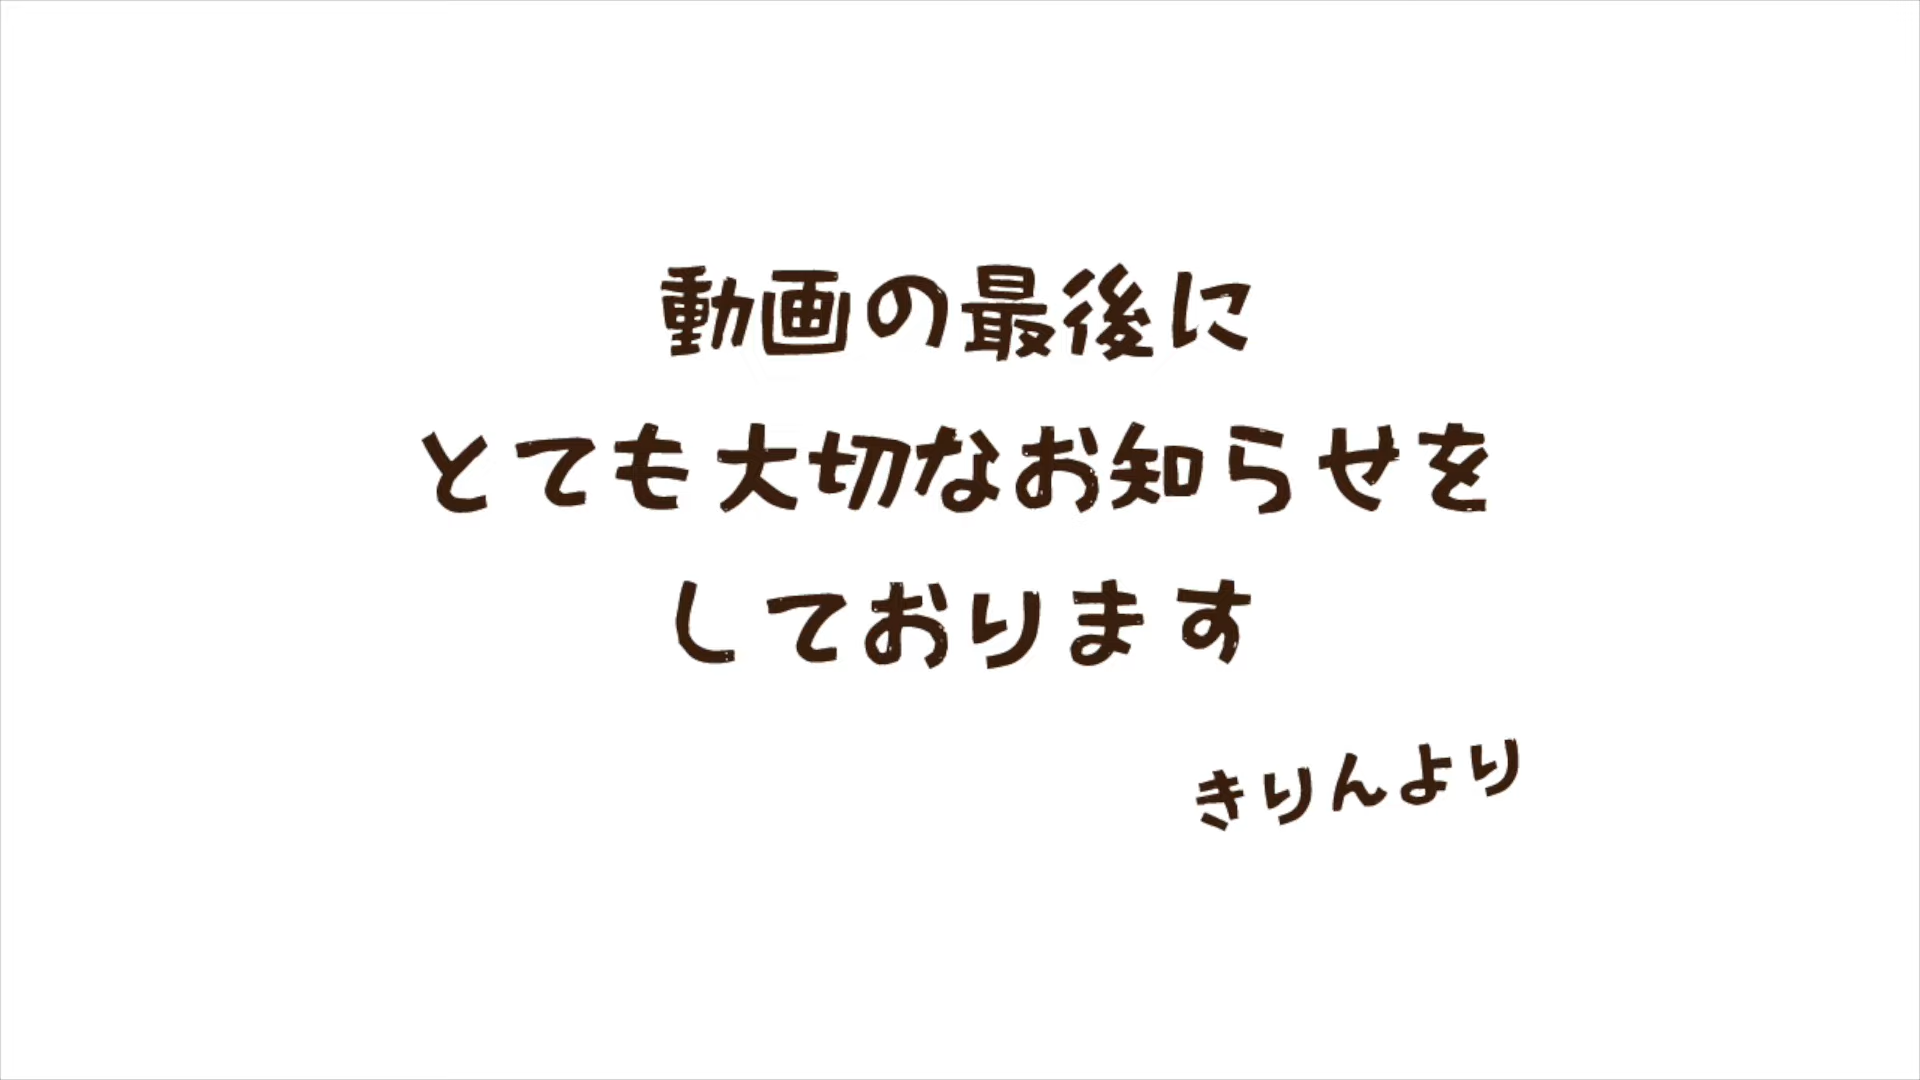 動画の最後に
とても大切なお知らせを
しております
きりんより